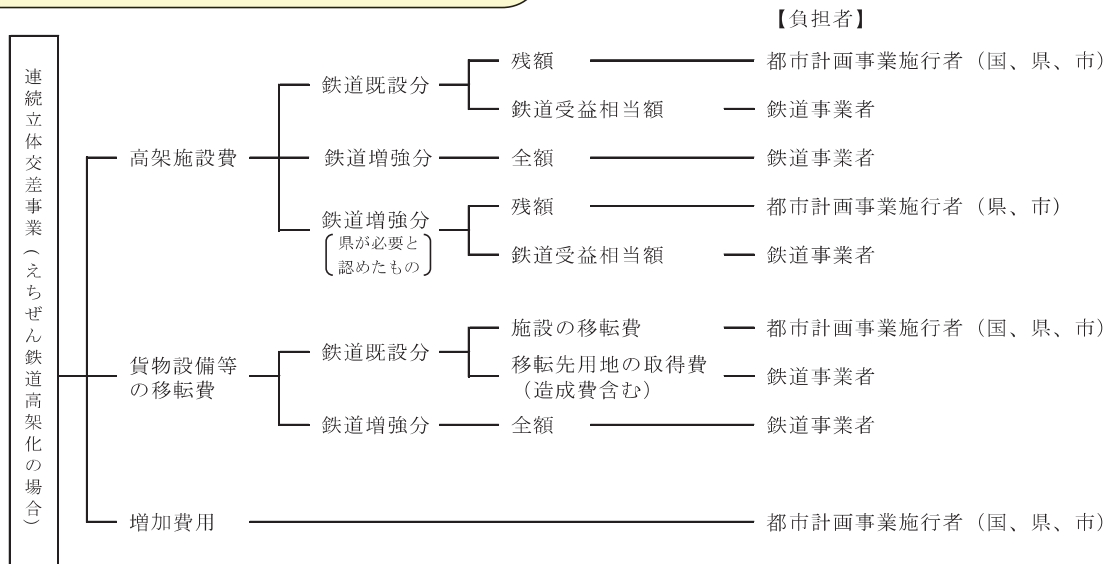 【負担者】
連続立体交差事業（えちぜん鉄道高架化の場合）
高架施設費
鉄道既設分
残額
都市計画事業施行者（国、県、市）
鉄道受益相当額
鉄道事業者
鉄道増強分
全額
鉄道事業者
鉄道増強分
県が必要と
認めたもの
残額
都市計画事業施行者（県、市）
鉄道受益相当額
鉄道事業者
貨物設備等
の移転費
鉄道既設分
施設の移転費
都市計画事業施行者（国、県、市）
移転先用地の取得費
（造成費含む）
鉄道事業者
鉄道増強分
全額
鉄道事業者
増加費用
都市計画事業施行者（国、県、市）